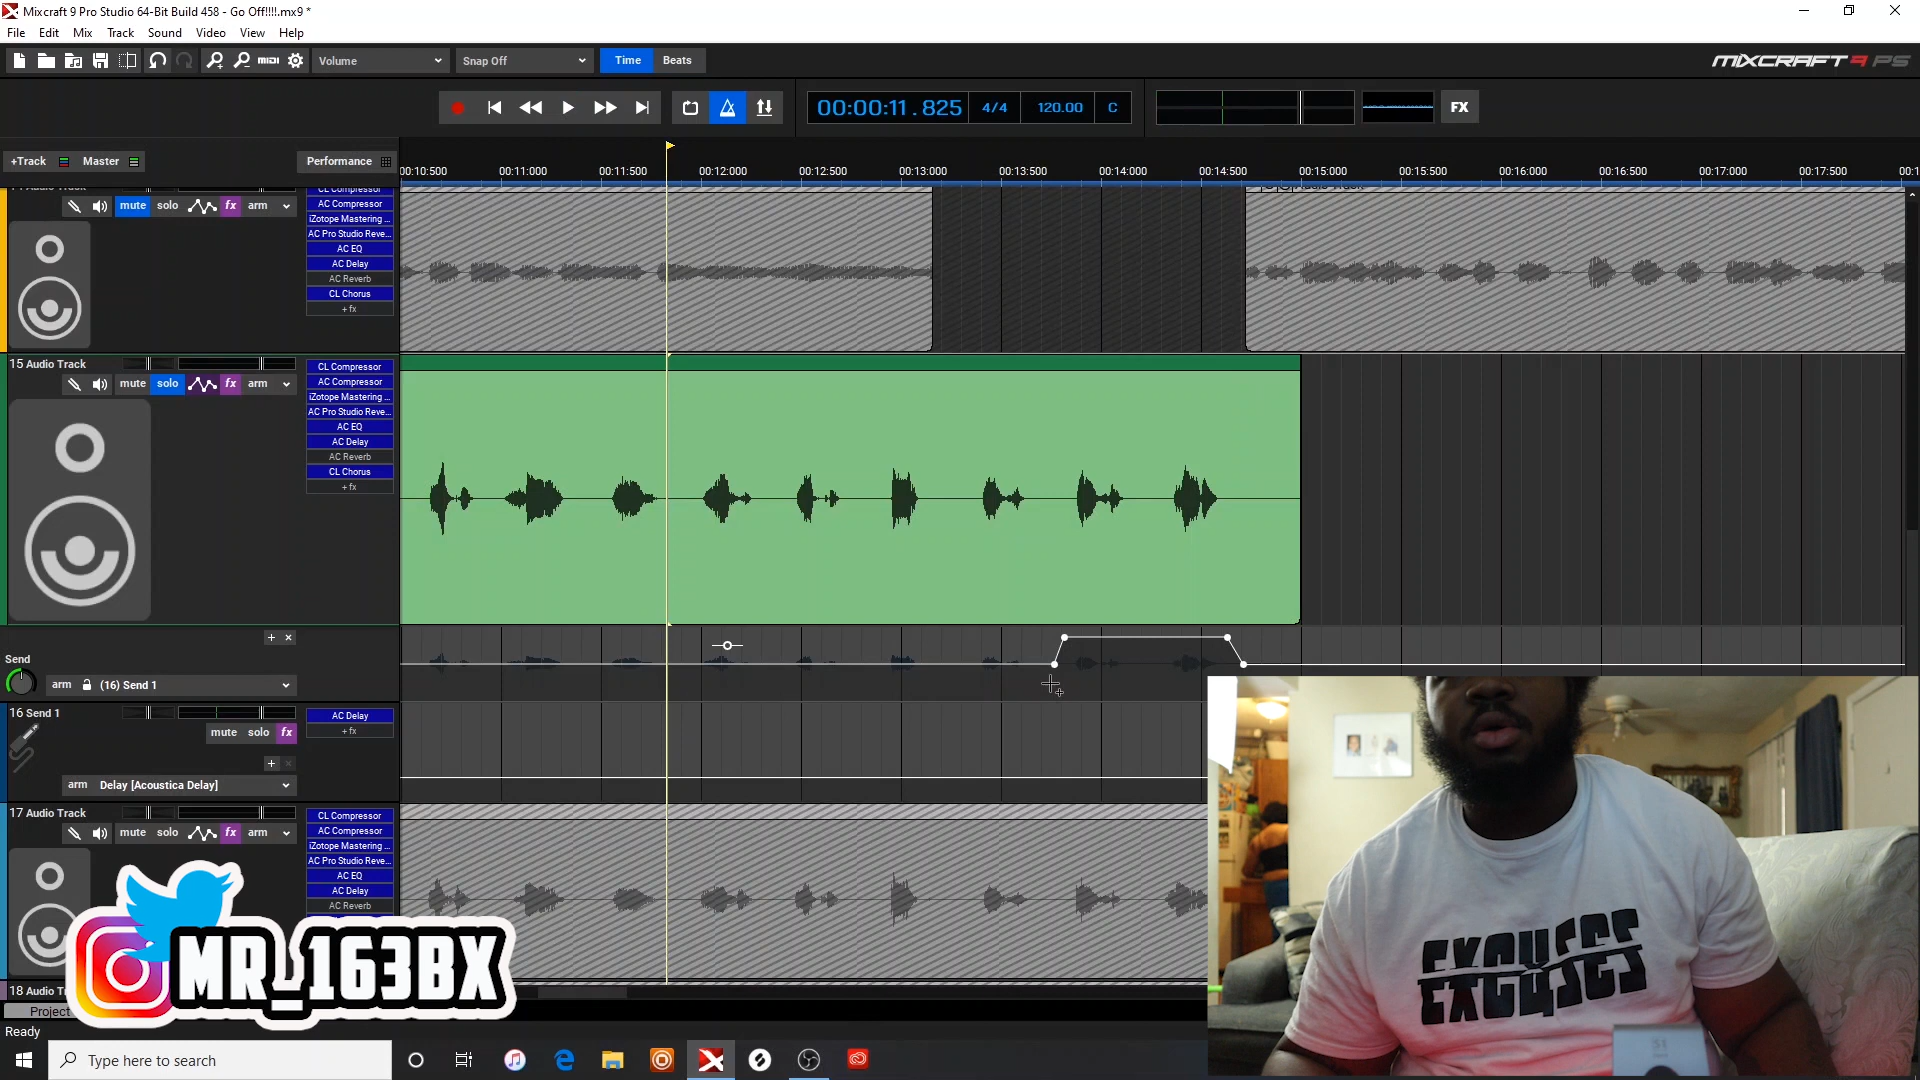 Mixcraft 9 Pro Studio 64-Bit Build 458 - Go Off!!!!.mx9 *
File Edit Mix Track Sound Video View Help
Volume Snap Off Time Beats
MIXCRAFT 9 PS
MIDI
00:00:11.825 4/4 120.00 C FX
+Track Master Performance
00:10:500 00:11:000 00:11:500 00:12:000 00:12:500 00:13:000 00:13:500 00:14:000 00:14:500 00:15:000 00:15:500 00:16:000 00:16:500 00:17:000 00:17:500
CL Compressor
mute solo fx arm
AC Compressor
iZotope Mastering ...
AC Pro Studio Reve...
AC EQ
AC Delay
AC Reverb
CL Chorus
+ fx
15 Audio Track
mute solo fx arm
CL Compressor
AC Compressor
iZotope Mastering ...
AC Pro Studio Reve...
AC EQ
AC Delay
AC Reverb
CL Chorus
+ fx
Send
arm (16) Send 1
16 Send 1
mute solo fx
AC Delay
+ fx
arm Delay [Acoustica Delay]
17 Audio Track
mute solo fx arm
CL Compressor
AC Compressor
iZotope Mastering ...
AC Pro Studio Reve...
AC EQ
AC Delay
AC Reverb
MR_163BX
18 Audio
Project
Ready
Type here to search
EXCUSES